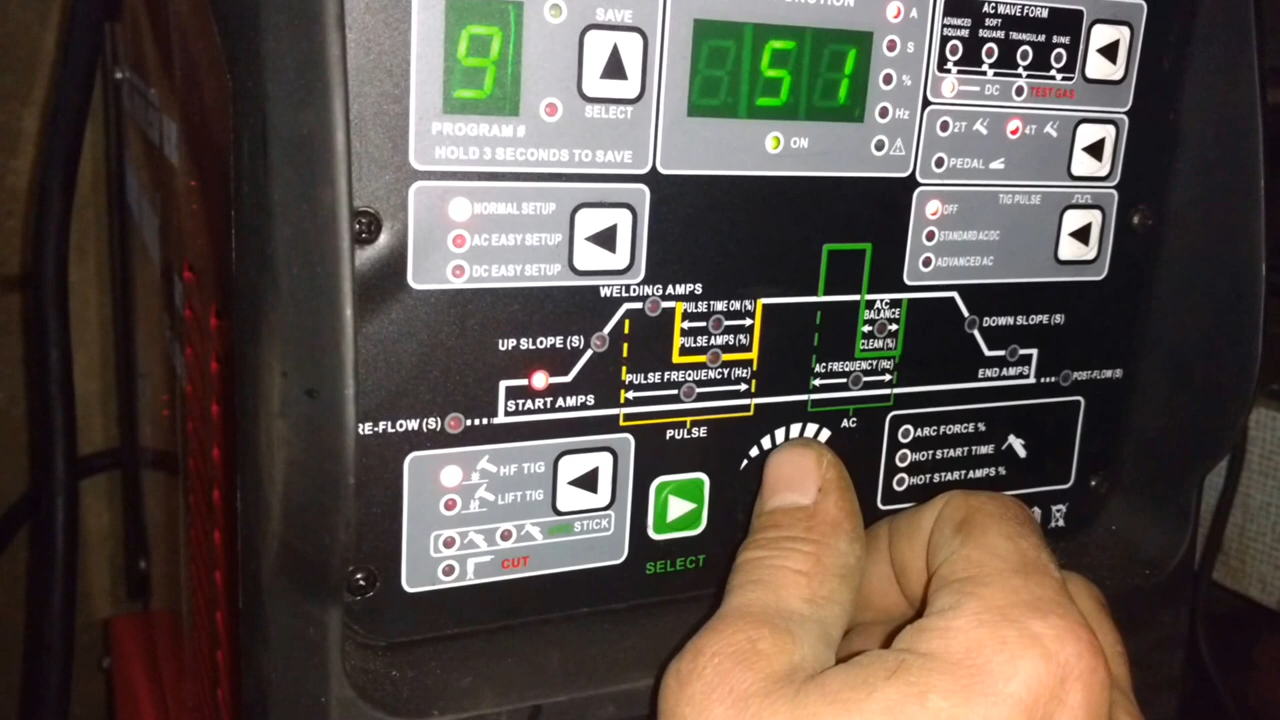 9
SAVE
SELECT
PROGRAM #
HOLD 3 SECONDS TO SAVE
51
A
S
%
Hz
ON
AC WAVE FORM
ADVANCED SQUARE
SOFT SQUARE
TRIANGULAR
SINE
DC
TEST GAS
2T
4T
PEDAL
NORMAL SETUP
AC EASY SETUP
DC EASY SETUP
TIG PULSE
OFF
STANDARD AC/DC
ADVANCED AC
WELDING AMPS
PULSE TIME ON (%)
AC
BALANCE
CLEAN (%)
DOWN SLOPE (S)
UP SLOPE (S)
PULSE AMPS (%)
END AMPS
POST-FLOW (S)
PULSE FREQUENCY (Hz)
AC FREQUENCY (Hz)
START AMPS
RE-FLOW (S)
PULSE
AC
HF TIG
LIFT TIG
STICK
CUT
SELECT
ARC FORCE %
HOT START TIME
HOT START AMPS %